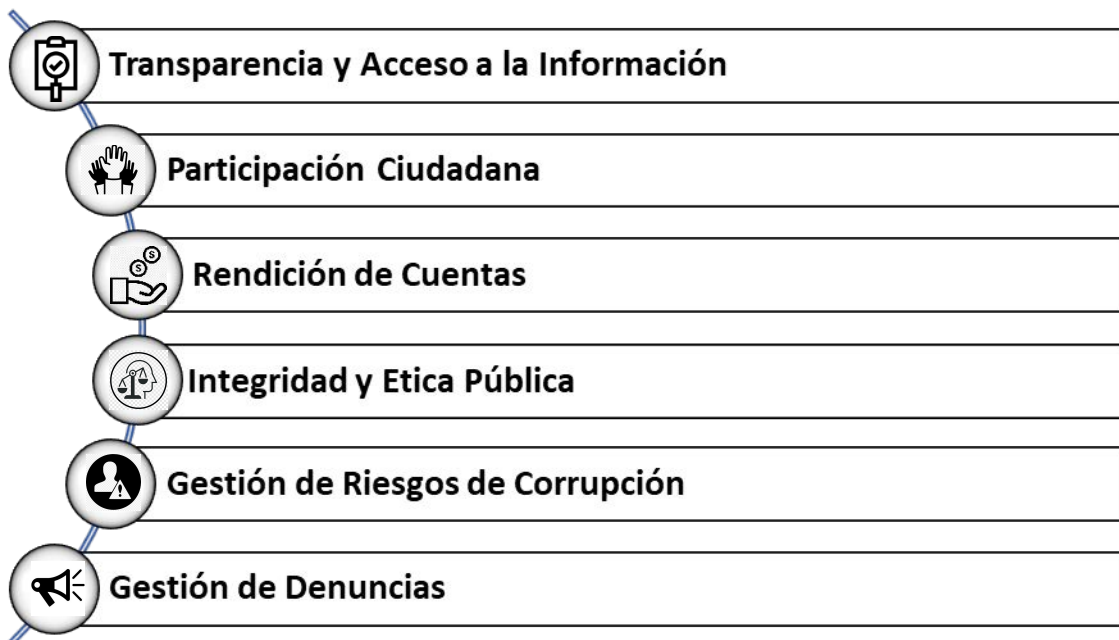 Transparencia y Acceso a la Información
Participación Ciudadana
Rendición de Cuentas
Integridad y Etica Pública
Gestión de Riesgos de Corrupción
Gestión de Denuncias